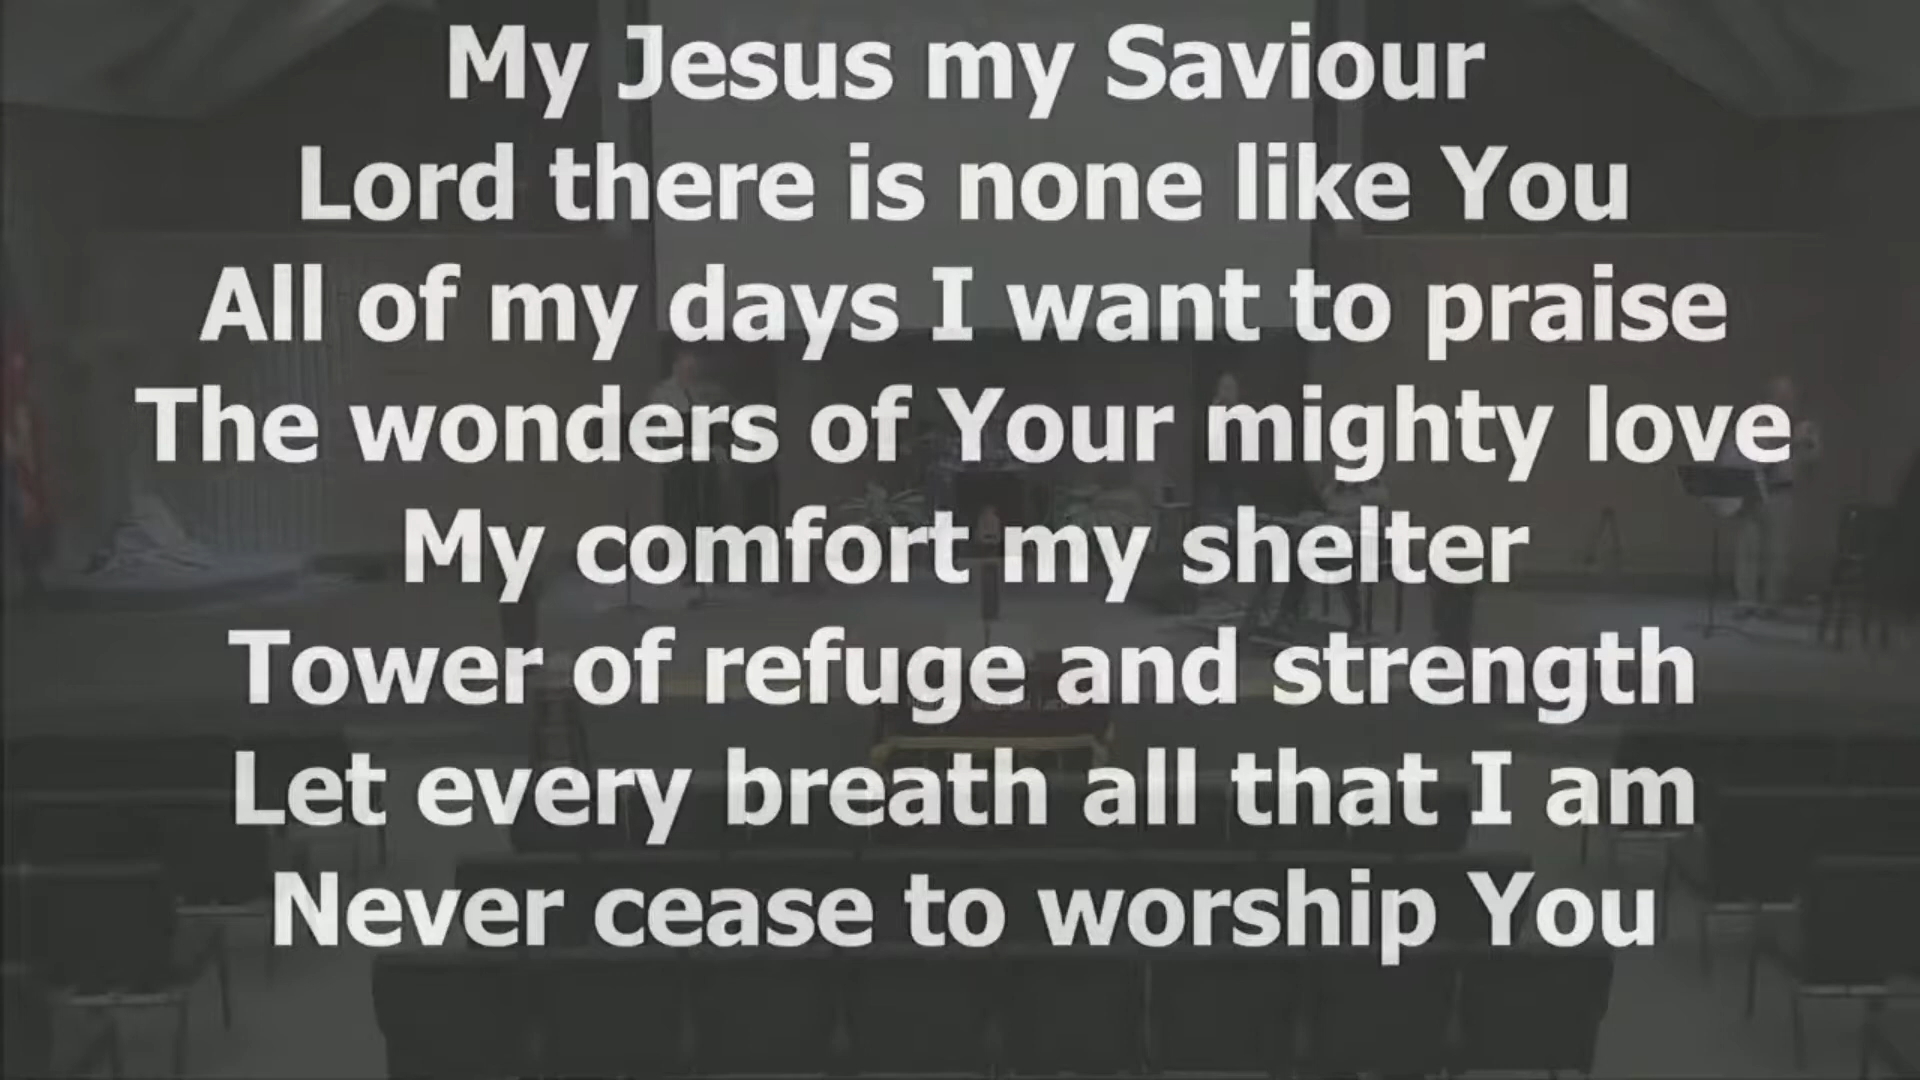 My Jesus my Saviour
Lord there is none like You
All of my days I want to praise
The wonders of Your mighty love
My comfort my shelter
Tower of refuge and strength
Let every breath all that I am
Never cease to worship You